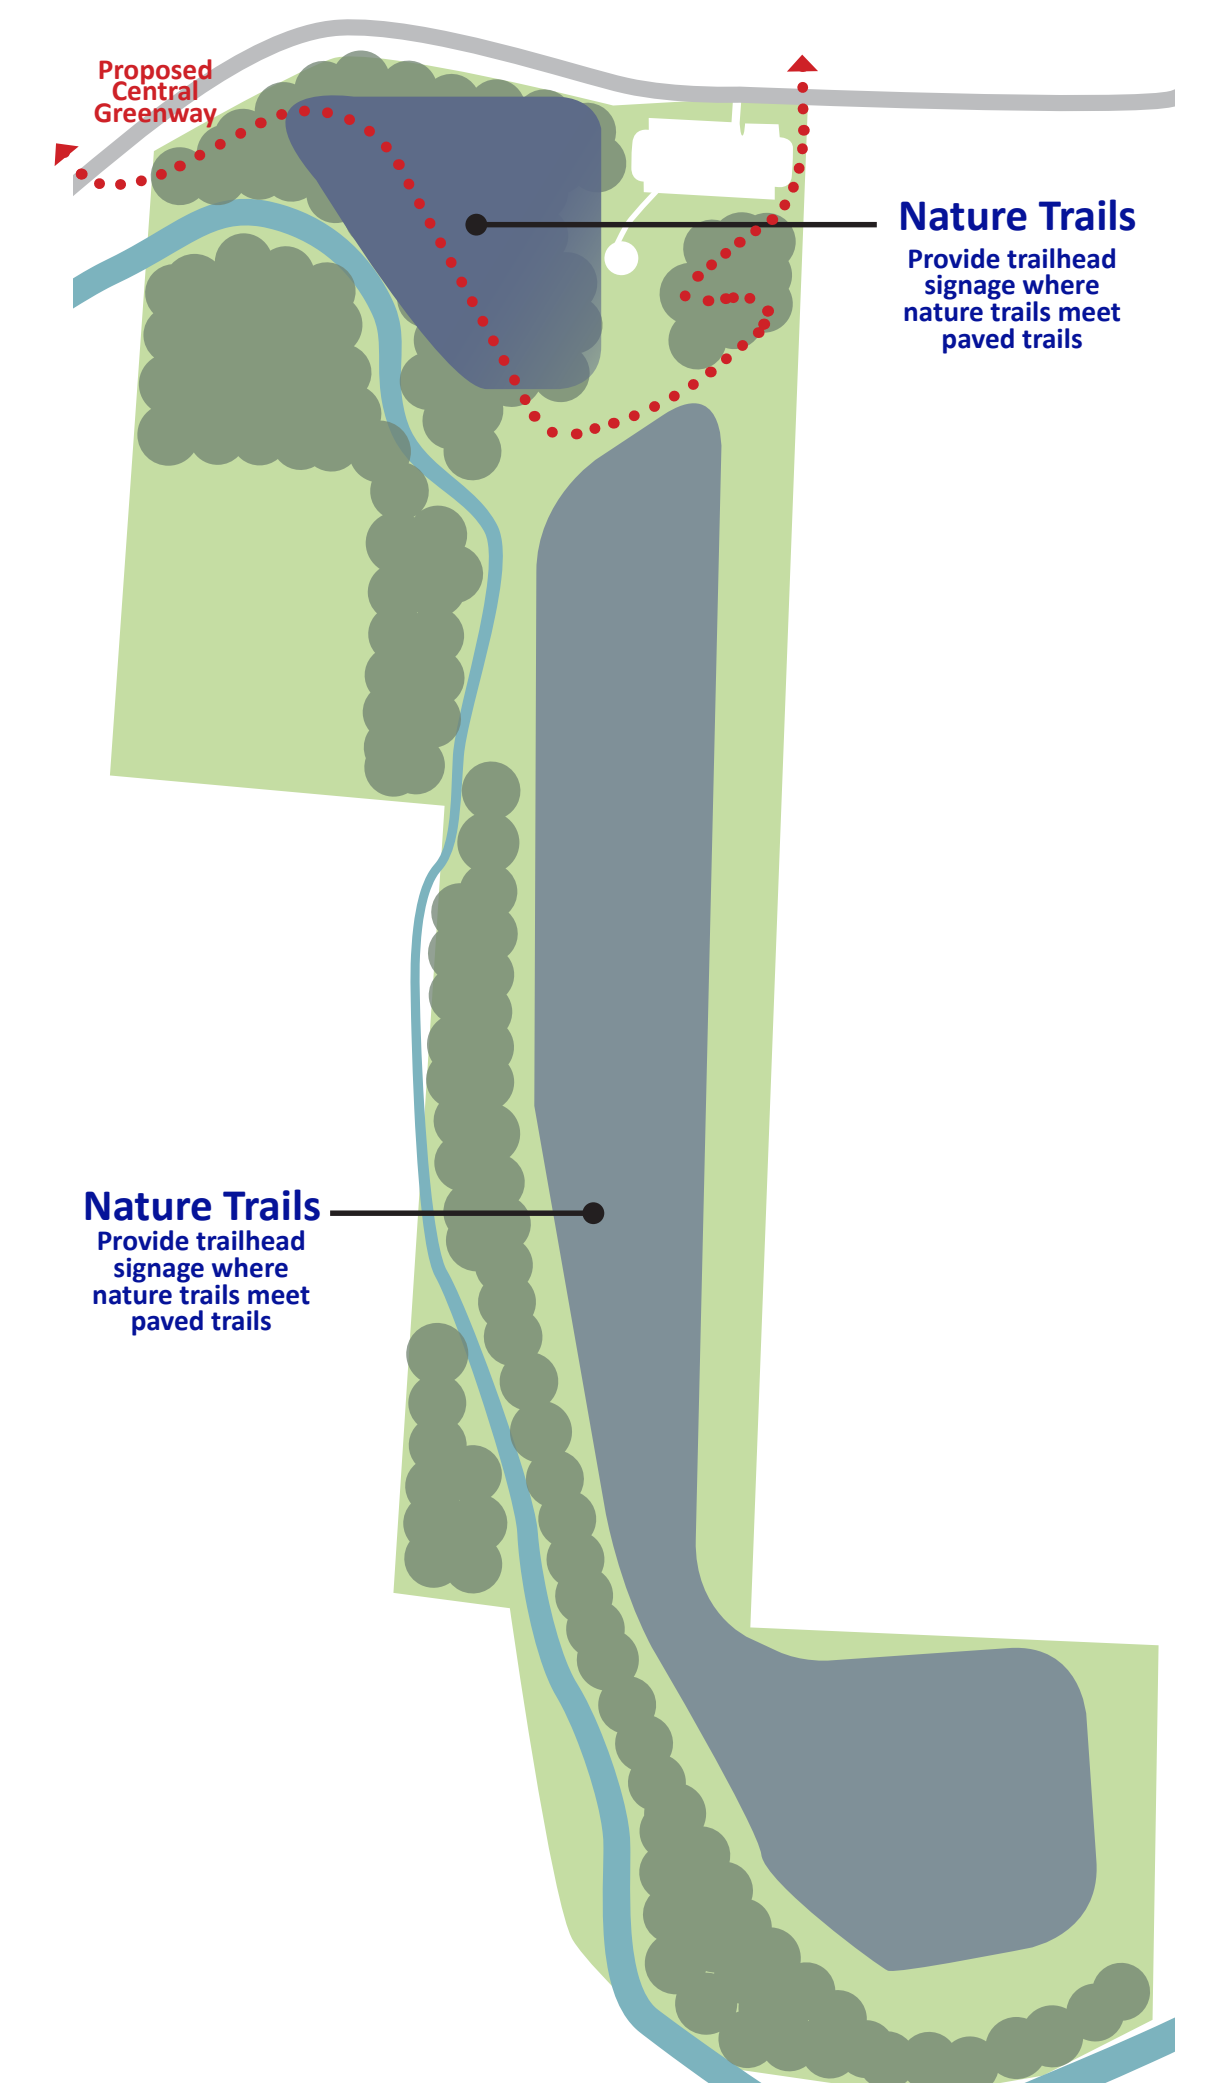 Proposed
Central
Greenway
Nature Trails
Provide trailhead
signage where
nature trails meet
paved trails
Nature Trails
Provide trailhead
signage where
nature trails meet
paved trails